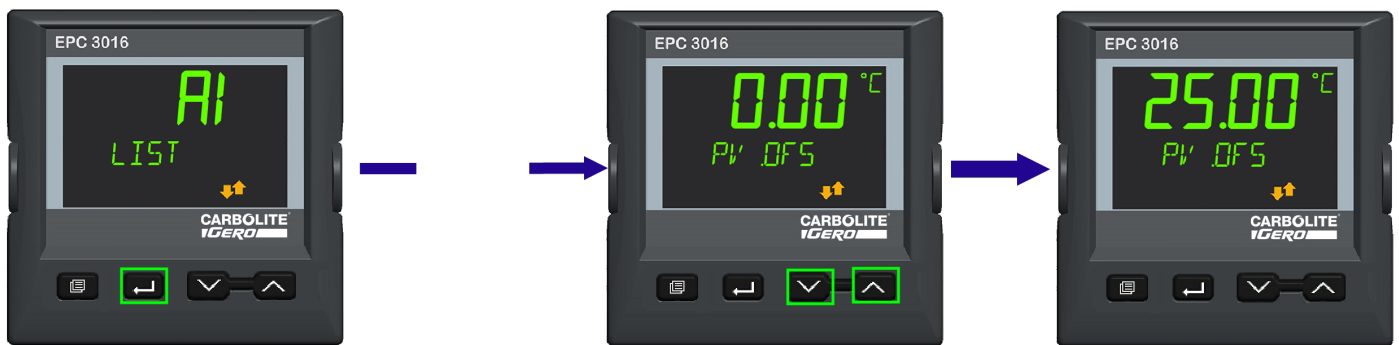 EPC 3016
AI
LIST
CARBOLITE
GERO
EPC 3016
0.00 °C
PV .OFS
CARBOLITE
GERO
EPC 3016
25.00 °C
PV .OFS
CARBOLITE
GERO